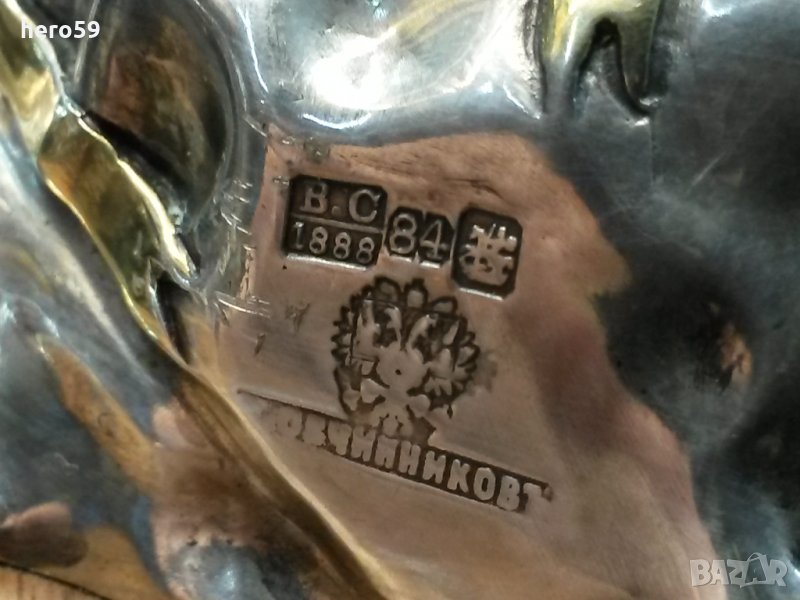 hero59
В·С 84
1888
ОВЧИННИКОВЪ
BAZAR